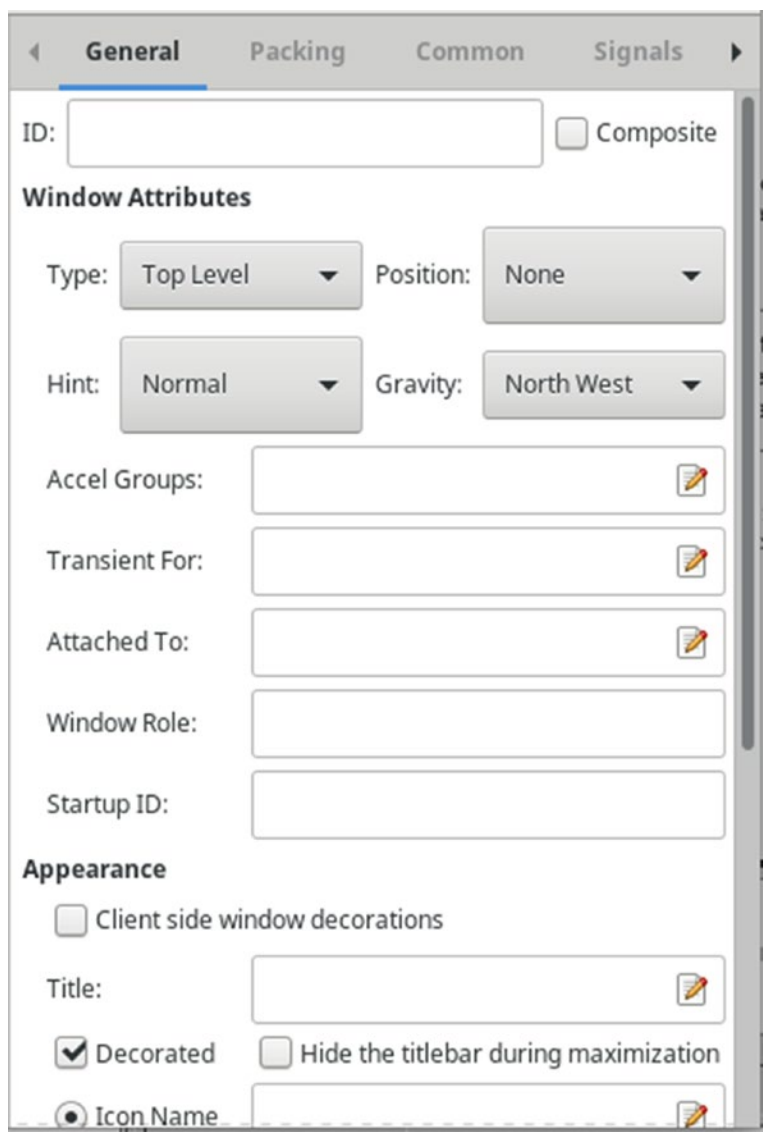 General Packing Common Signals
ID: Composite
Window Attributes
Type: Top Level Position: None
Hint: Normal Gravity: North West
Accel Groups:
Transient For:
Attached To:
Window Role:
Startup ID:
Appearance
Client side window decorations
Title:
Decorated Hide the titlebar during maximization
Icon Name